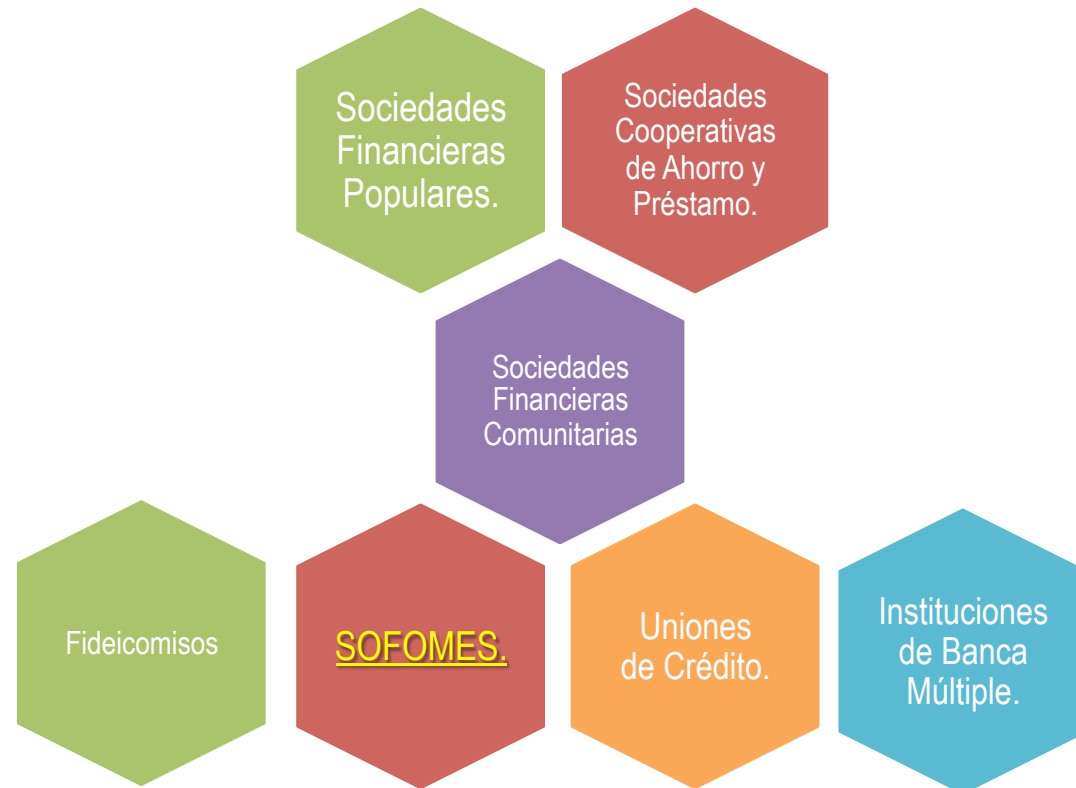 Sociedades
Financieras
Populares.
Sociedades
Cooperativas
de Ahorro y
Préstamo.
Sociedades
Financieras
Comunitarias
Fideicomisos
SOFOMES.
Uniones
de Crédito.
Instituciones
de Banca
Múltiple.